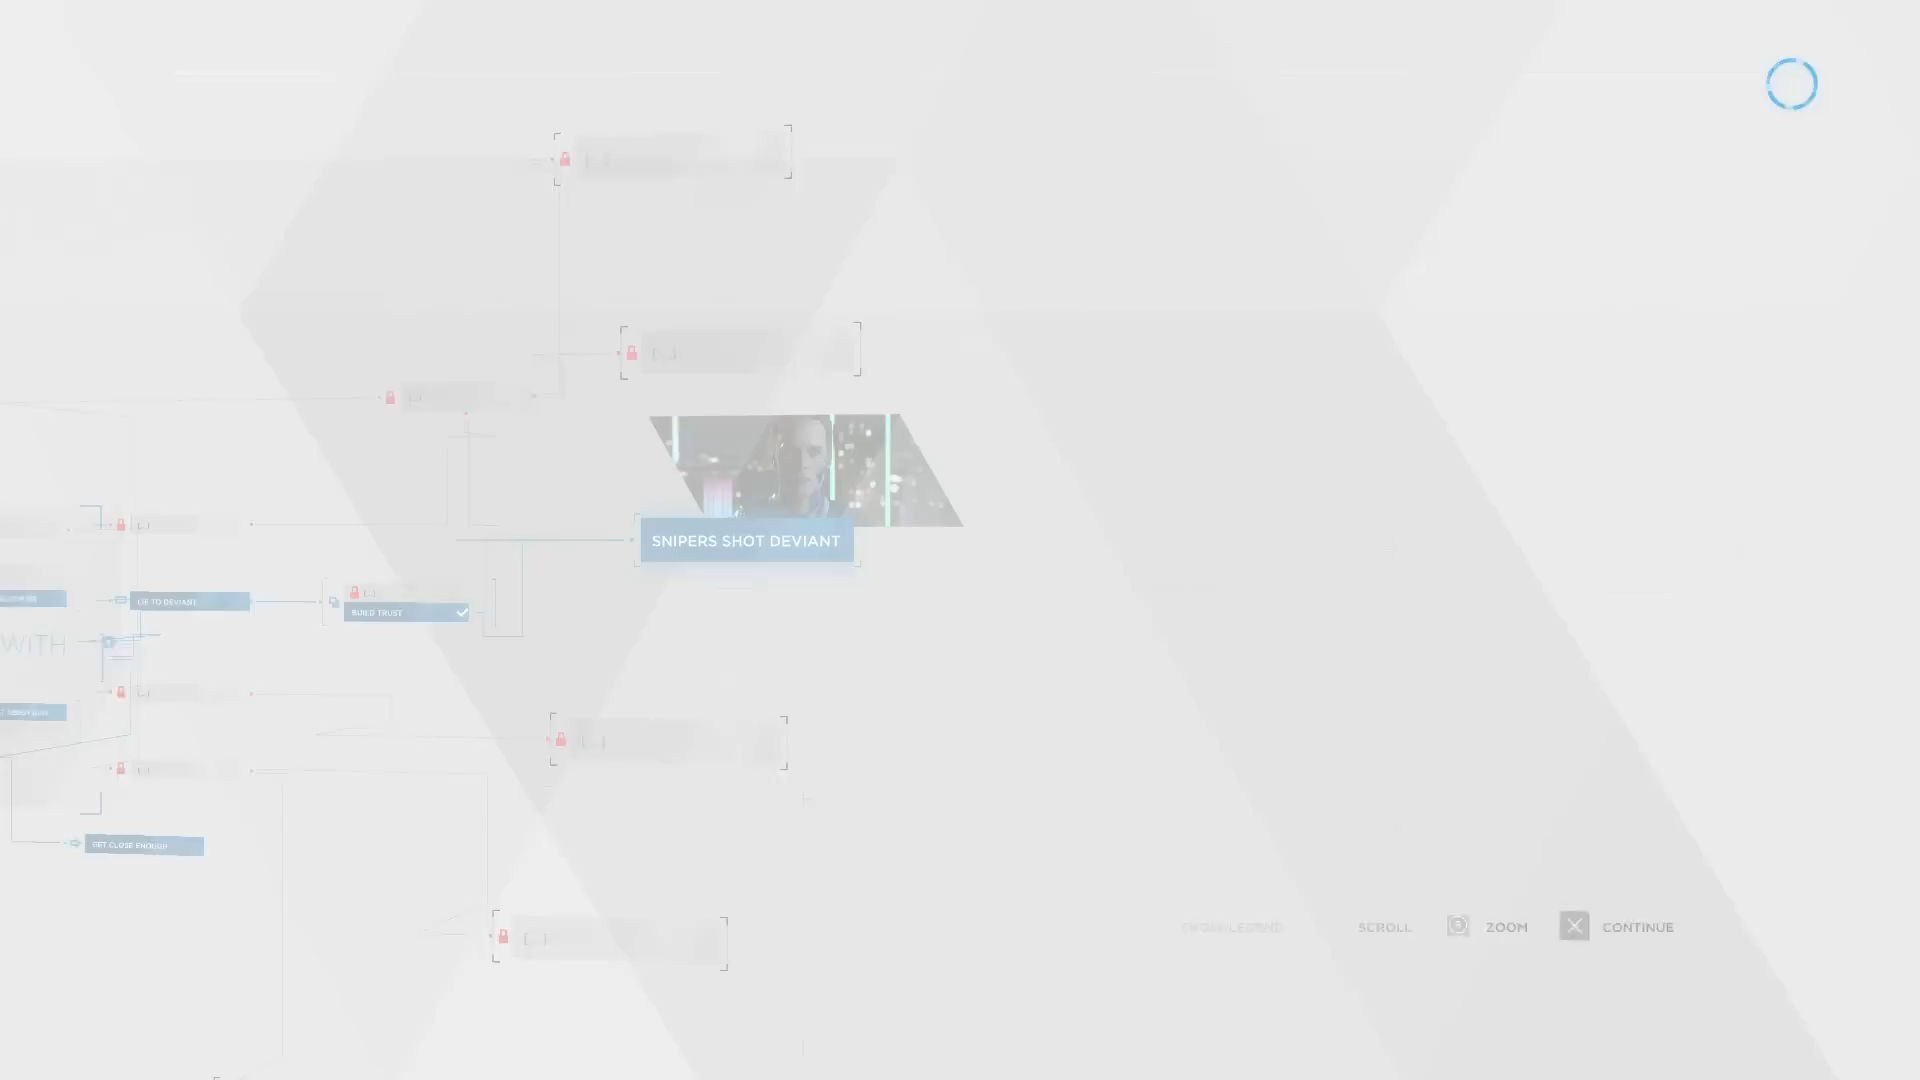 SNIPERS SHOT DEVIANT
LIE TO DEVIANT
BUILD TRUST
WITH
GET CLOSE ENOUGH
SCROLL
ZOOM
CONTINUE